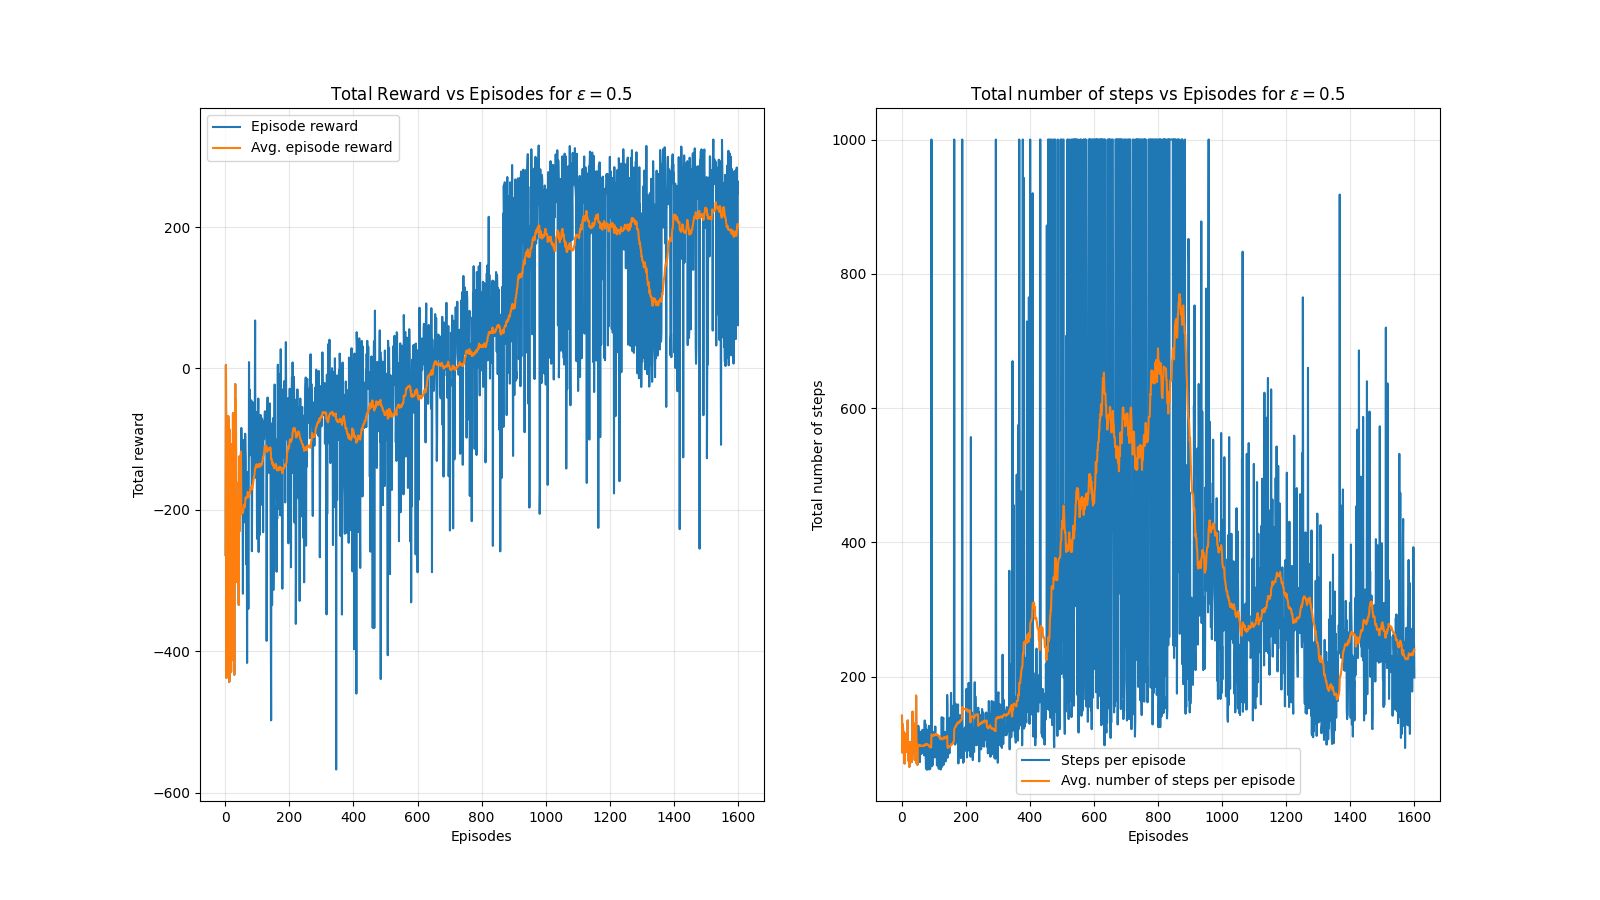 Total Reward vs Episodes for ε = 0.5
Episode reward
Avg. episode reward
200
0
−200
−400
−600
Total reward
0 200 400 600 800 1000 1200 1400 1600
Episodes
Total number of steps vs Episodes for ε = 0.5
1000
800
600
400
200
Total number of steps
Steps per episode
Avg. number of steps per episode
0 200 400 600 800 1000 1200 1400 1600
Episodes